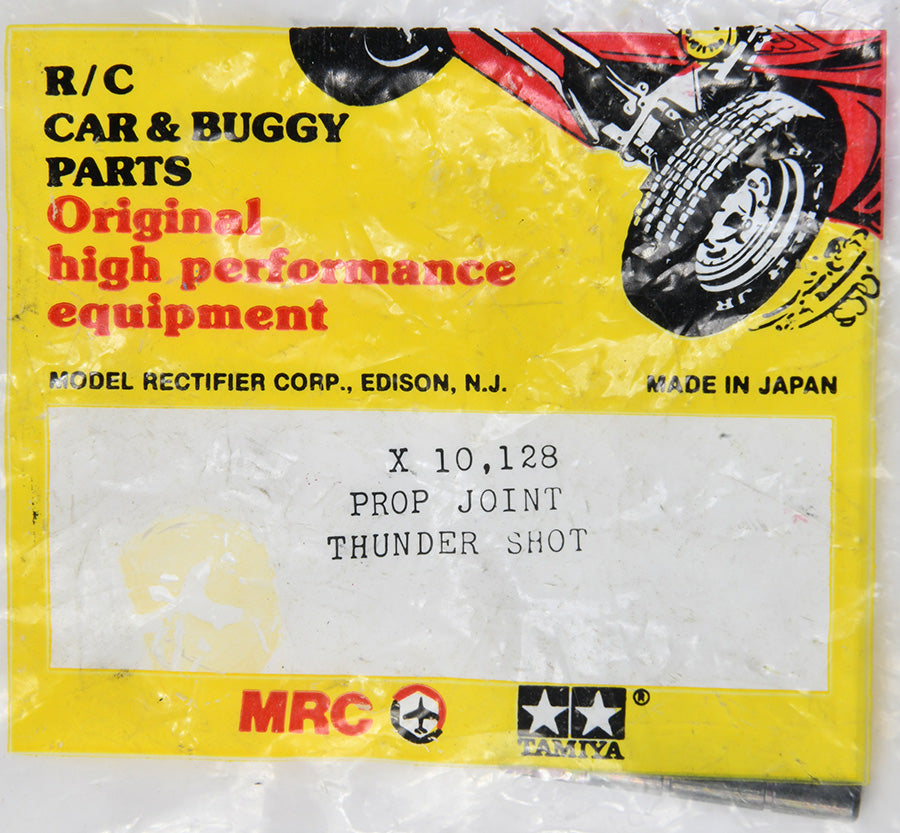 R/C
CAR & BUGGY
PARTS
Original
high performance
equipment
MODEL RECTIFIER CORP., EDISON, N.J.
MADE IN JAPAN
X 10,128
PROP JOINT
THUNDER SHOT
MRC
TAMIYA
®